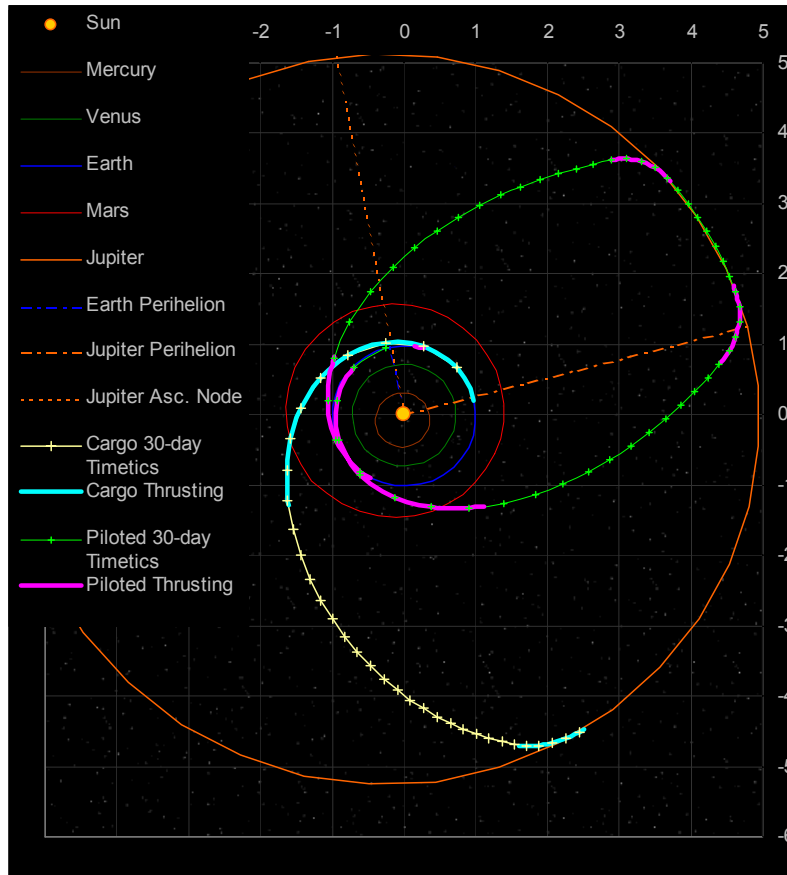 Sun
-2 -1 0 1 2 3 4 5
Mercury
5
Venus
4
Earth
3
Mars
2
Jupiter
Earth Perihelion
1
Jupiter Perihelion
Jupiter Asc. Node
0
Cargo 30-day
Timetics
-1
Cargo Thrusting
Piloted 30-day
Timetics
-2
Piloted Thrusting
-3
-4
-5
-6